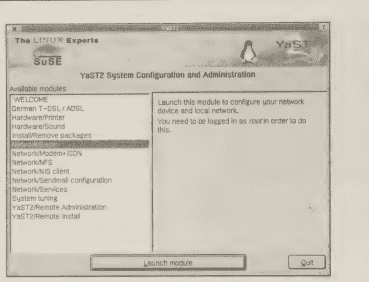 The LINUX Experts
SuSE
YaST
YaST2 System Configuration and Administration
Available modules
WELCOME
German T-DSL / ADSL
Hardware/Printer
Hardware/Sound
Install/Remove packages
Network/Modem+ISDN
Network/NFS
Network/NIS client
Network/Sendmail configuration
Network/Services
System tuning
YaST2/Remote Administration
YaST2/Remote Install
Launch this module to configure your network
device and local network.
You need to be logged in as root in order to do
this.
Launch module
Quit